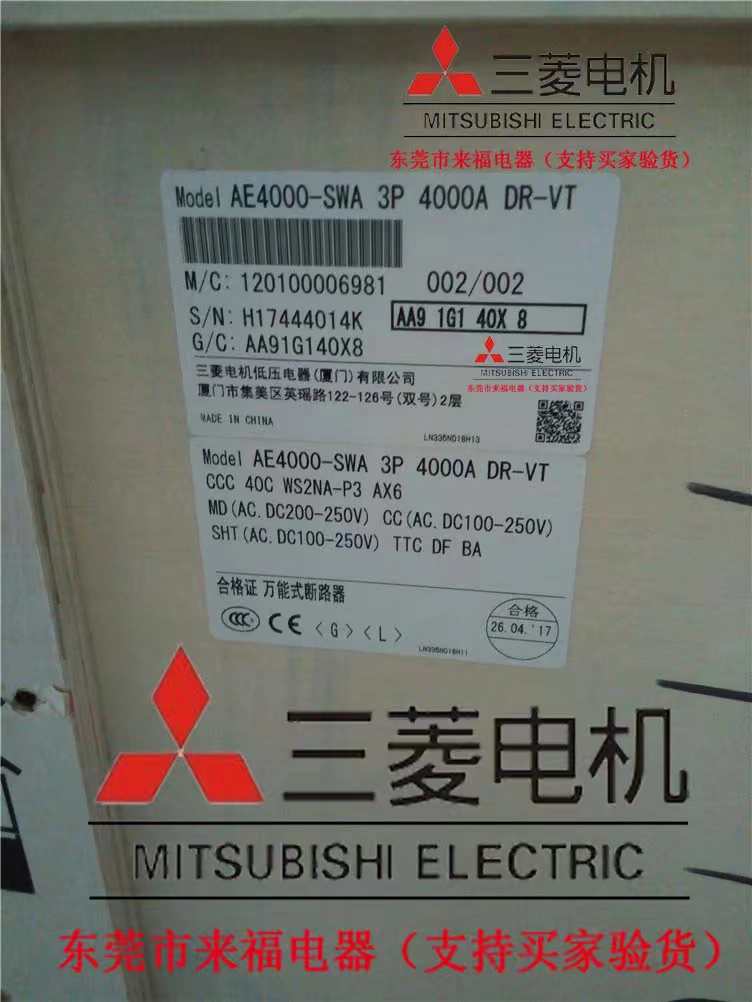 三菱电机
MITSUBISHI ELECTRIC
东莞市来福电器（支持买家验货）
Model AE4000-SWA 3P 4000A DR-VT
M/C: 120100006981 002/002
S/N: H17444014K AA9 1G1 40X 8
G/C: AA91G140X8
三菱电机
MITSUBISHI ELECTRIC
东莞市来福电器（支持买家验货）
三菱电机低压电器(厦门)有限公司
厦门市集美区英瑶路122-126号(双号)2层
MADE IN CHINA
LN336N018H13
Model AE4000-SWA 3P 4000A DR-VT
CCC 40C WS2NA-P3 AX6
MD(AC.DC200-250V) CC(AC.DC100-250V)
SHT(AC.DC100-250V) TTC DF BA
合格证 万能式断路器
CCC CE <G> <L>
合格
26.04.'17
LN336N018H11
三菱电机
MITSUBISHI ELECTRIC
东莞市来福电器（支持买家验货）